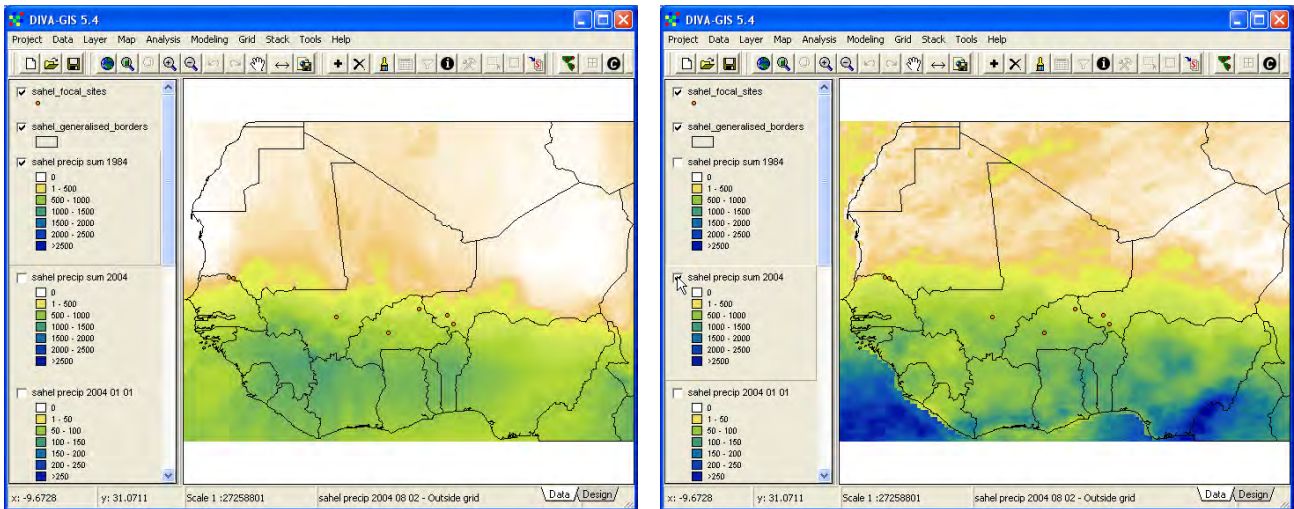 DIVA-GIS 5.4
Project Data Layer Map Analysis Modeling Grid Stack Tools Help
sahel_focal_sites
sahel_generalised_borders
sahel precip sum 1984
0
1 - 500
500 - 1000
1000 - 1500
1500 - 2000
2000 - 2500
>2500
sahel precip sum 2004
0
1 - 500
500 - 1000
1000 - 1500
1500 - 2000
2000 - 2500
>2500
sahel precip 2004 01 01
0
1 - 50
50 - 100
100 - 150
150 - 200
200 - 250
>250
x: -9.6728 y: 31.0711 Scale 1 :27258801 sahel precip 2004 08 02 - Outside grid Data Design
DIVA-GIS 5.4
Project Data Layer Map Analysis Modeling Grid Stack Tools Help
sahel_focal_sites
sahel_generalised_borders
sahel precip sum 1984
0
1 - 500
500 - 1000
1000 - 1500
1500 - 2000
2000 - 2500
>2500
sahel precip sum 2004
0
1 - 500
500 - 1000
1000 - 1500
1500 - 2000
2000 - 2500
>2500
sahel precip 2004 01 01
0
1 - 50
50 - 100
100 - 150
150 - 200
200 - 250
>250
x: -9.6728 y: 31.0711 Scale 1 :27258801 sahel precip 2004 08 02 - Outside grid Data Design